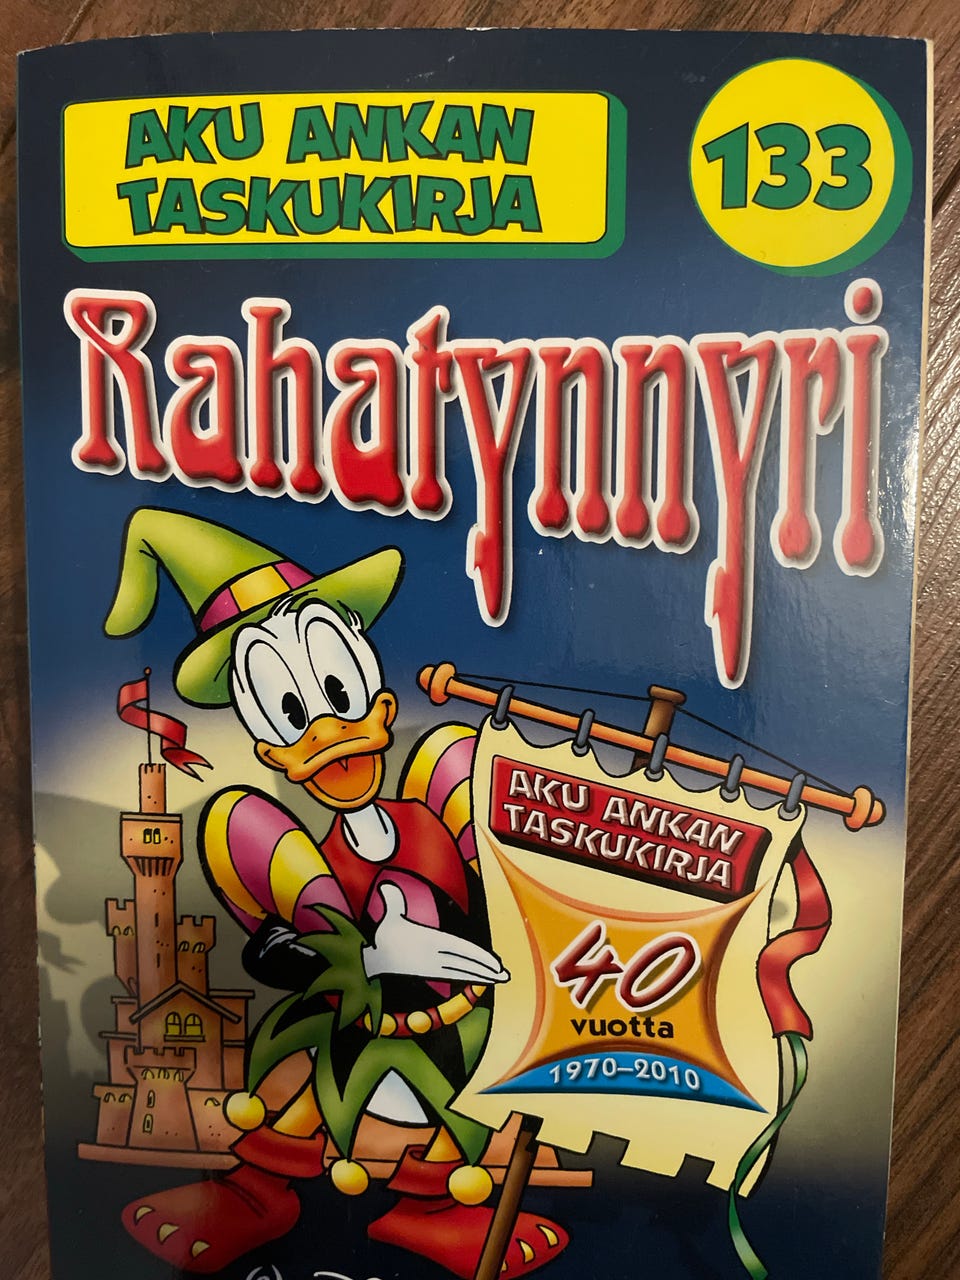 AKU ANKAN
TASKUKIRJA
133
Rahatynnyri
AKU ANKAN
TASKUKIRJA
40
vuotta
1970–2010